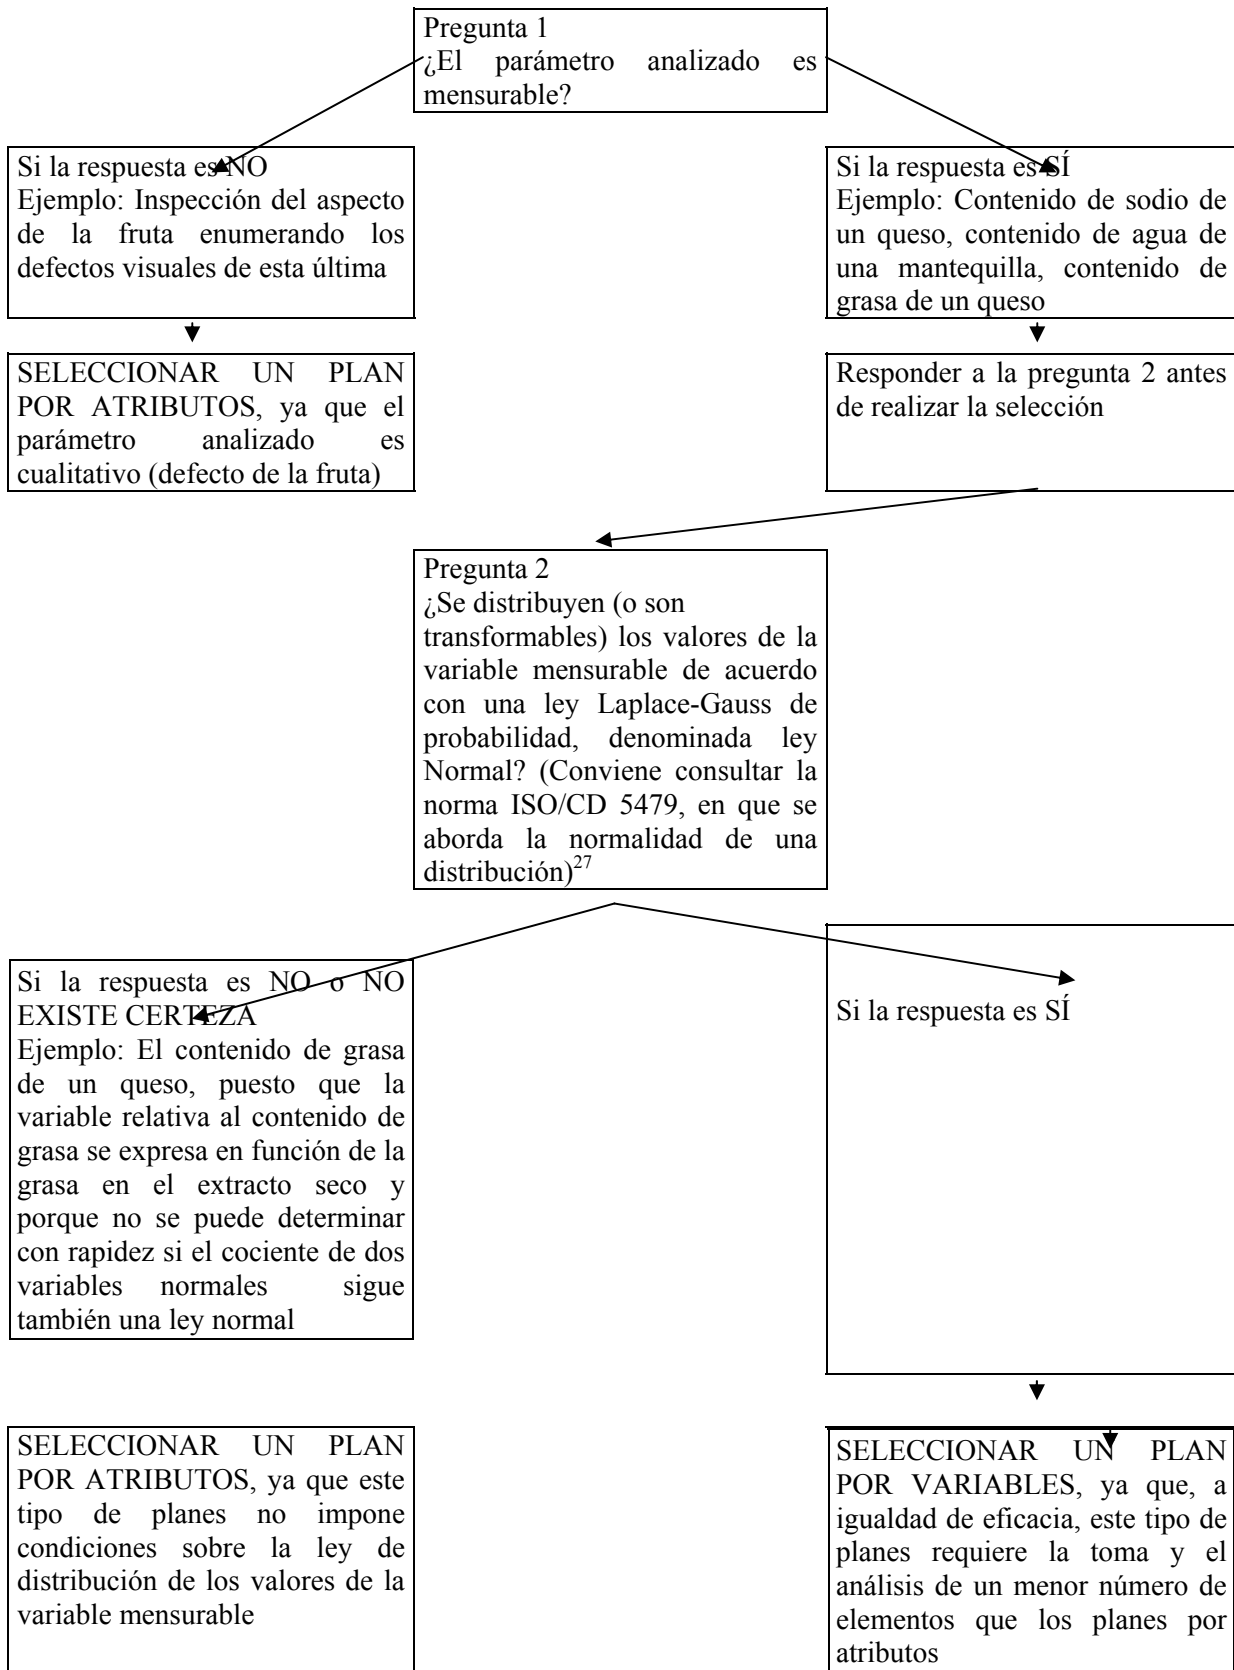 Pregunta 1
¿El parámetro analizado es
mensurable?
Si la respuesta es NO
Ejemplo: Inspección del aspecto
de la fruta enumerando los
defectos visuales de esta última
Si la respuesta es SÍ
Ejemplo: Contenido de sodio de
un queso, contenido de agua de
una mantequilla, contenido de
grasa de un queso
SELECCIONAR UN PLAN
POR ATRIBUTOS, ya que el
parámetro analizado es
cualitativo (defecto de la fruta)
Responder a la pregunta 2 antes
de realizar la selección
Pregunta 2
¿Se distribuyen (o son
transformables) los valores de la
variable mensurable de acuerdo
con una ley Laplace-Gauss de
probabilidad, denominada ley
Normal? (Conviene consultar la
norma ISO/CD 5479, en que se
aborda la normalidad de una
distribución)27
Si la respuesta es NO o NO
EXISTE CERTEZA
Ejemplo: El contenido de grasa
de un queso, puesto que la
variable relativa al contenido de
grasa se expresa en función de la
grasa en el extracto seco y
porque no se puede determinar
con rapidez si el cociente de dos
variables normales sigue
también una ley normal
Si la respuesta es SÍ
SELECCIONAR UN PLAN
POR ATRIBUTOS, ya que este
tipo de planes no impone
condiciones sobre la ley de
distribución de los valores de la
variable mensurable
SELECCIONAR UN PLAN
POR VARIABLES, ya que, a
igualdad de eficacia, este tipo de
planes requiere la toma y el
análisis de un menor número de
elementos que los planes por
atributos